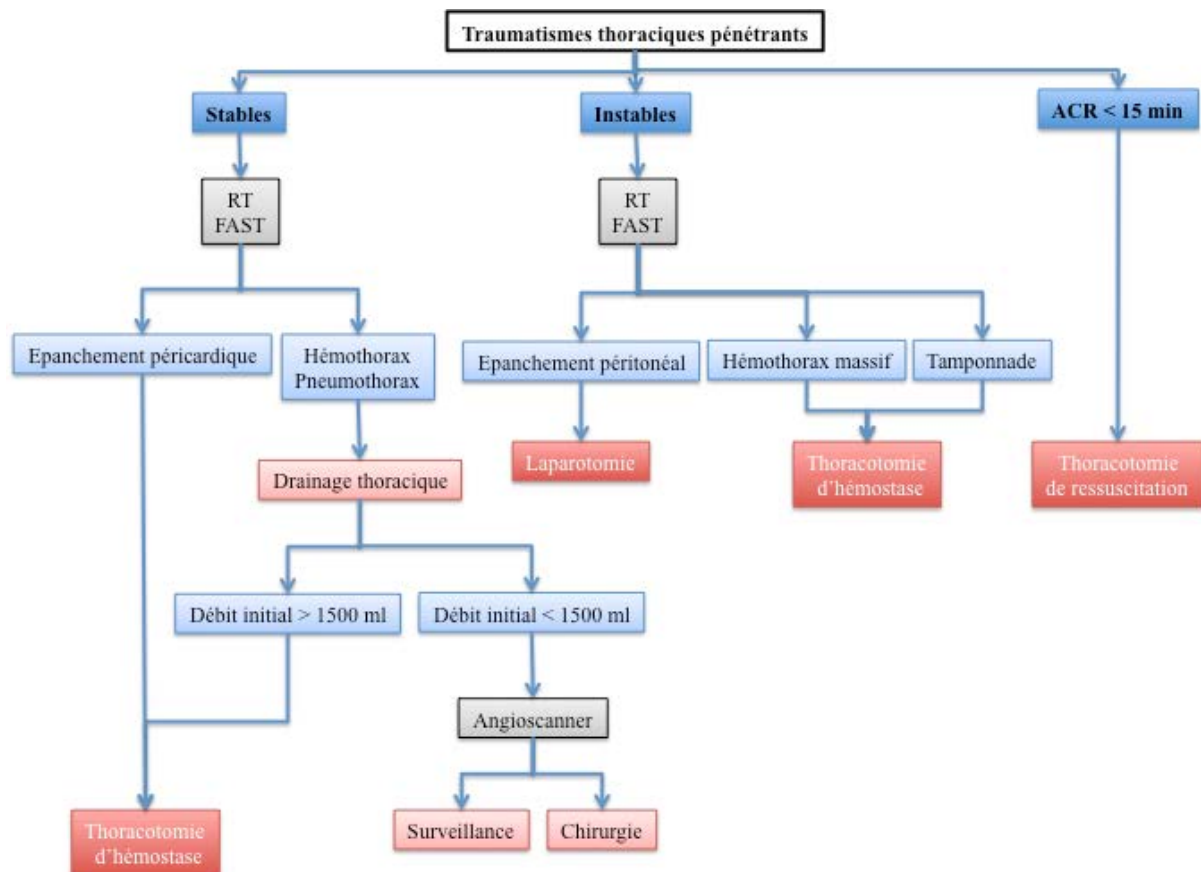 Traumatismes thoraciques pénétrants
Stables
Instables
ACR < 15 min
RT
FAST
RT
FAST
Epanchement péricardique
Hémothorax
Pneumothorax
Epanchement péritonéal
Hémothorax massif
Tamponnade
Drainage thoracique
Laparotomie
Thoracotomie
d'hémostase
Thoracotomie
de ressuscitation
Débit initial > 1500 ml
Débit initial < 1500 ml
Angioscanner
Thoracotomie
d'hémostase
Surveillance
Chirurgie